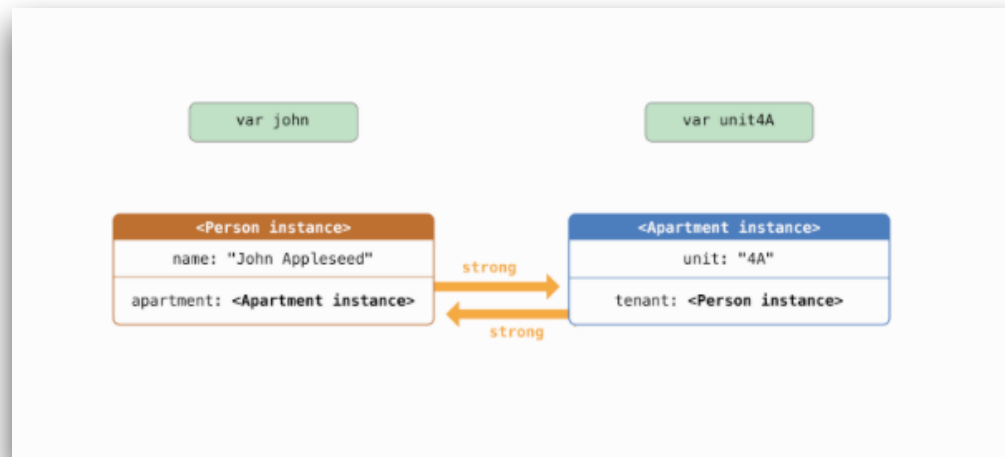 var john
var unit4A
<Person instance>
name: "John Appleseed"
apartment: <Apartment instance>
strong
strong
<Apartment instance>
unit: "4A"
tenant: <Person instance>